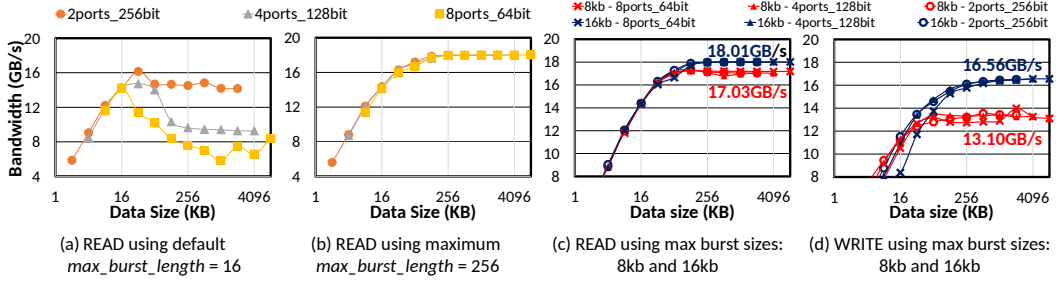 2ports_256bit 4ports_128bit 8ports_64bit
8kb - 8ports_64bit 8kb - 4ports_128bit 8kb - 2ports_256bit
16kb - 8ports_64bit 16kb - 4ports_128bit 16kb - 2ports_256bit
Bandwidth (GB/s)
20
16
12
8
4
1 16 256 4096
Data Size (KB)
20
16
12
8
4
1 16 256 4096
Data Size (KB)
20
18
16
14
12
10
8
18.01GB/s
17.03GB/s
1 16 256 4096
Data Size (KB)
20
18
16
14
12
10
8
16.56GB/s
13.10GB/s
1 16 256 4096
Data Size (KB)
(a) READ using default
max_burst_length = 16
(b) READ using maximum
max_burst_length = 256
(c) READ using max burst sizes:
8kb and 16kb
(d) WRITE using max burst sizes:
8kb and 16kb